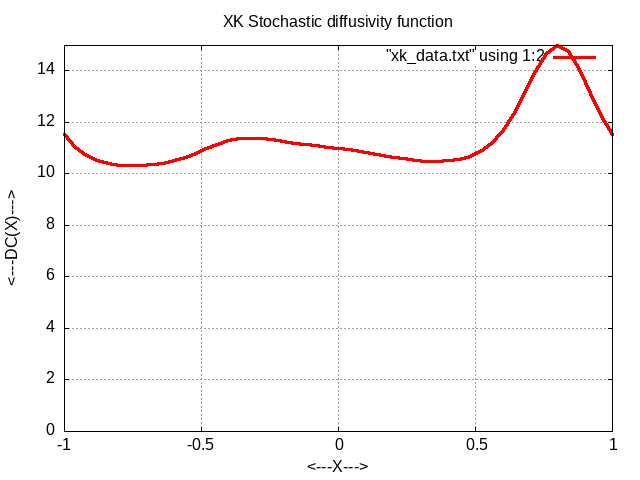 XK Stochastic diffusivity function
"xk_data.txt" using 1:2
14
12
10
8
6
4
2
0
<---DC(X)--->
-1 -0.5 0 0.5 1
<---X--->